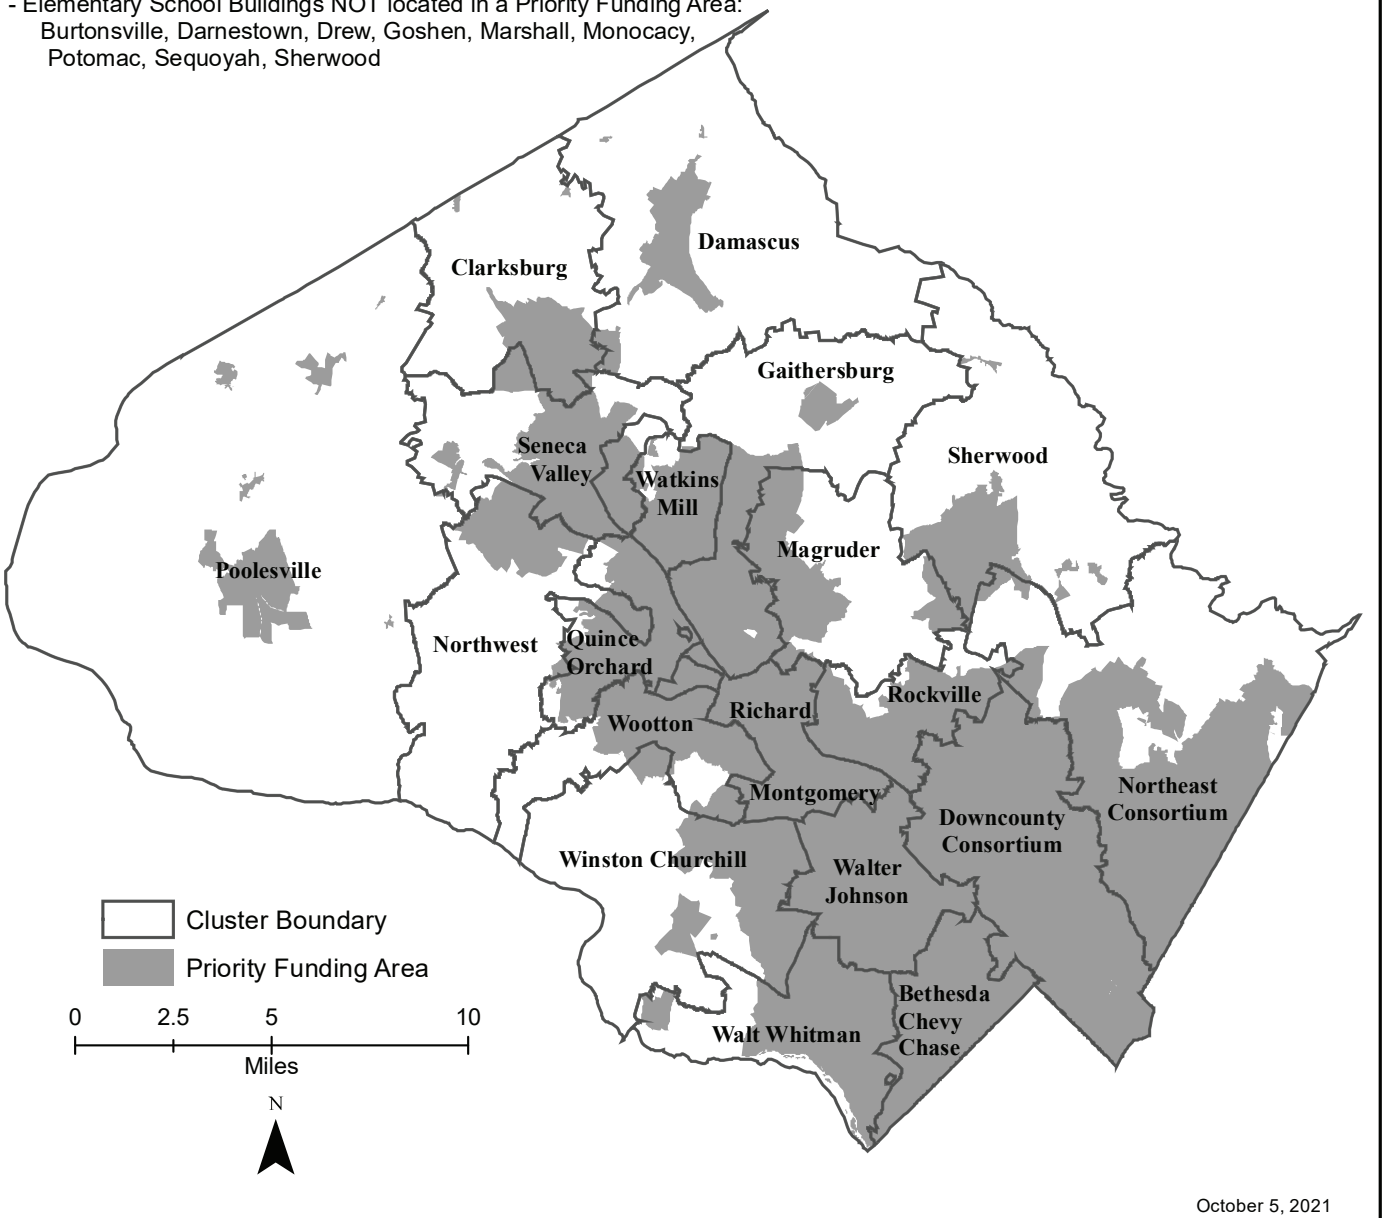 - Elementary School Buildings NOT located in a Priority Funding Area:
Burtonsville, Darnestown, Drew, Goshen, Marshall, Monocacy,
Potomac, Sequoyah, Sherwood
Damascus
Clarksburg
Gaithersburg
Seneca
Valley
Watkins
Mill
Sherwood
Magruder
Poolesville
Northwest
Quince
Orchard
Rockville
Wootton
Richard
Montgomery
Northeast
Consortium
Downcounty
Consortium
Winston Churchill
Walter
Johnson
Cluster Boundary
Priority Funding Area
Bethesda
Chevy
Chase
Walt Whitman
0 2.5 5 10
Miles
N
October 5, 2021